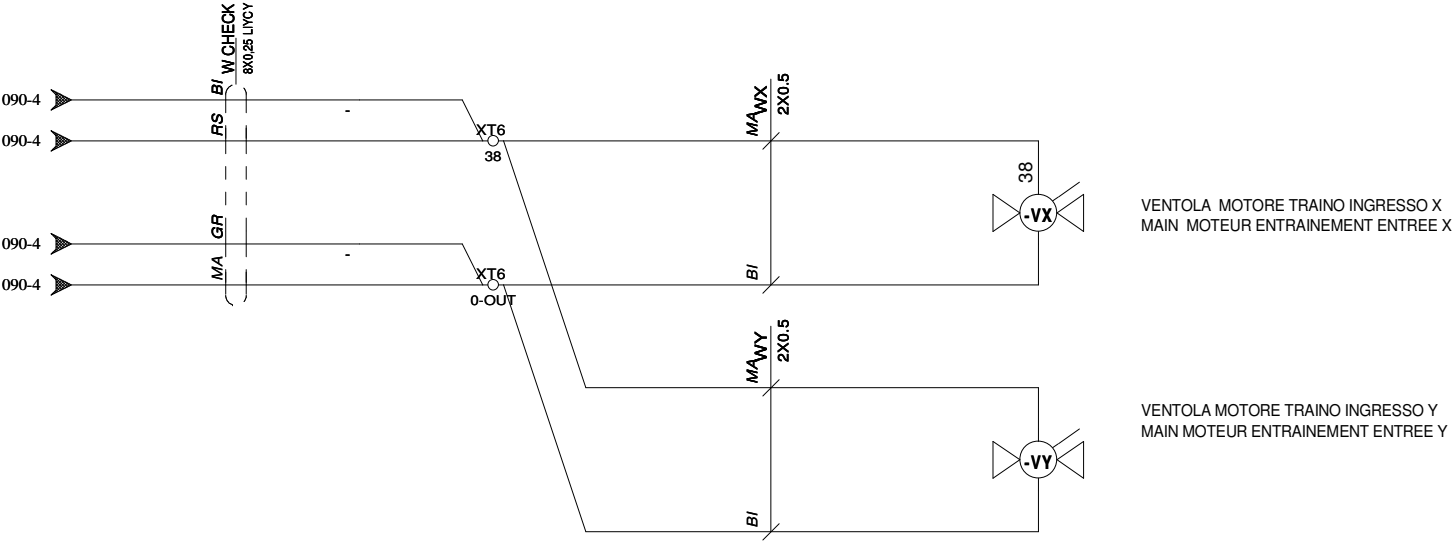 W CHECK
8X0,25 LIYCY
090-4
BI
-
090-4
RS
XT6
38
MA
WX
2X0.5
38
-VX
VENTOLA MOTORE TRAINO INGRESSO X
MAIN MOTEUR ENTRAINEMENT ENTREE X
090-4
GR
-
090-4
MA
XT6
0-OUT
BI
MA
WY
2X0.5
-VY
VENTOLA MOTORE TRAINO INGRESSO Y
MAIN MOTEUR ENTRAINEMENT ENTREE Y
BI